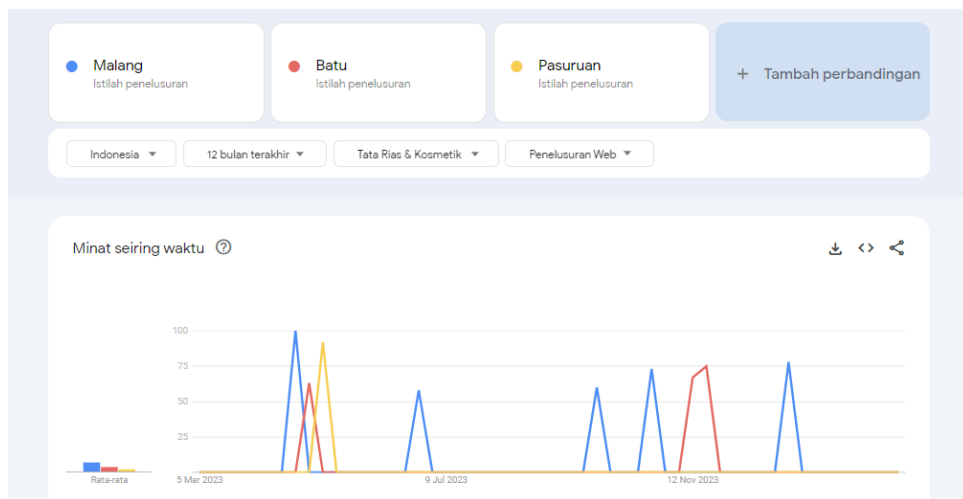 Malang
Istilah penelusuran
Batu
Istilah penelusuran
Pasuruan
Istilah penelusuran
+ Tambah perbandingan
Indonesia
12 bulan terakhir
Tata Rias & Kosmetik
Penelusuran Web
Minat seiring waktu
100
75
50
25
Rata-rata
5 Mar 2023
9 Jul 2023
12 Nov 2023